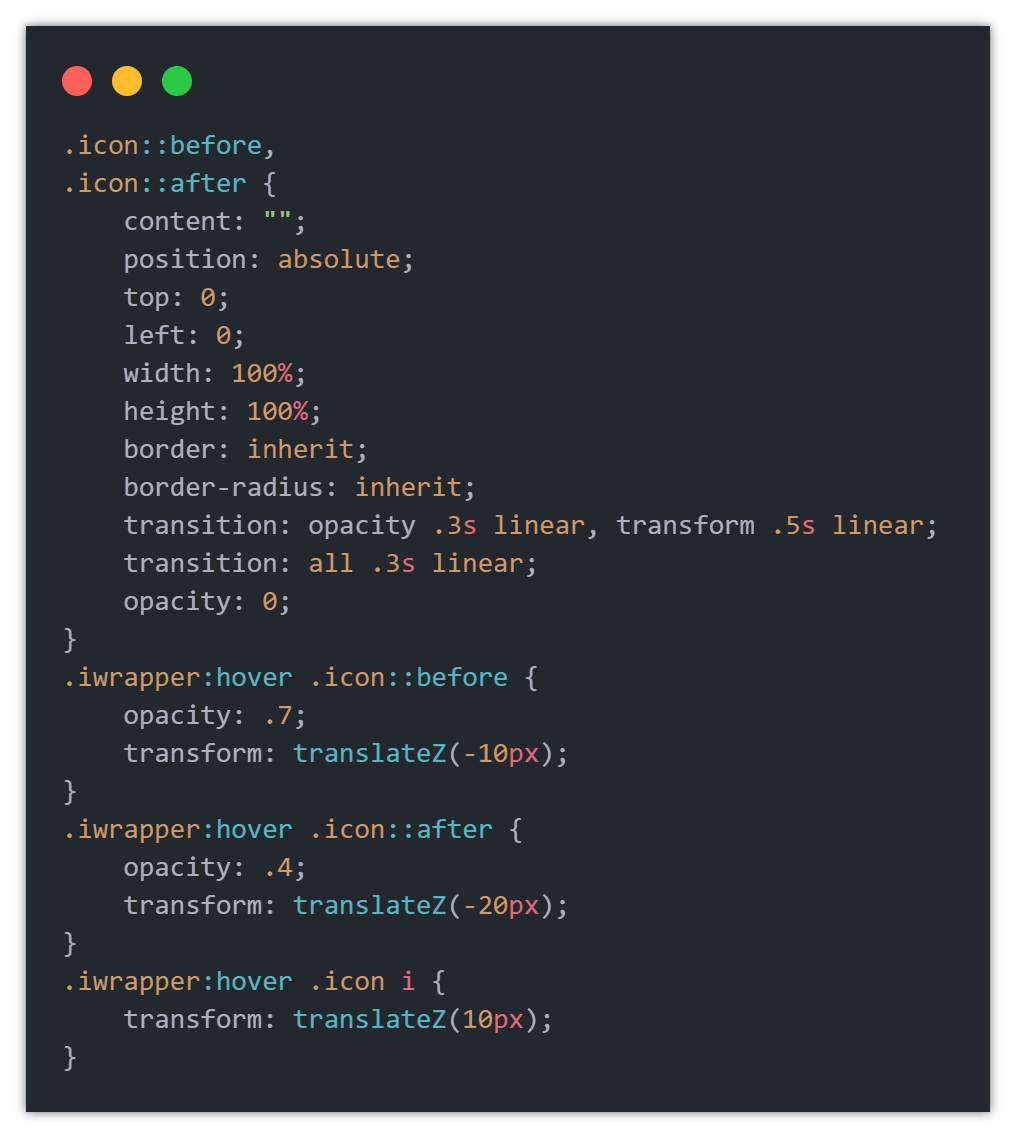 .icon::before,
.icon::after {
    content: "";
    position: absolute;
    top: 0;
    left: 0;
    width: 100%;
    height: 100%;
    border: inherit;
    border-radius: inherit;
    transition: opacity .3s linear, transform .5s linear;
    transition: all .3s linear;
    opacity: 0;
}
.iwrapper:hover .icon::before {
    opacity: .7;
    transform: translateZ(-10px);
}
.iwrapper:hover .icon::after {
    opacity: .4;
    transform: translateZ(-20px);
}
.iwrapper:hover .icon i {
    transform: translateZ(10px);
}